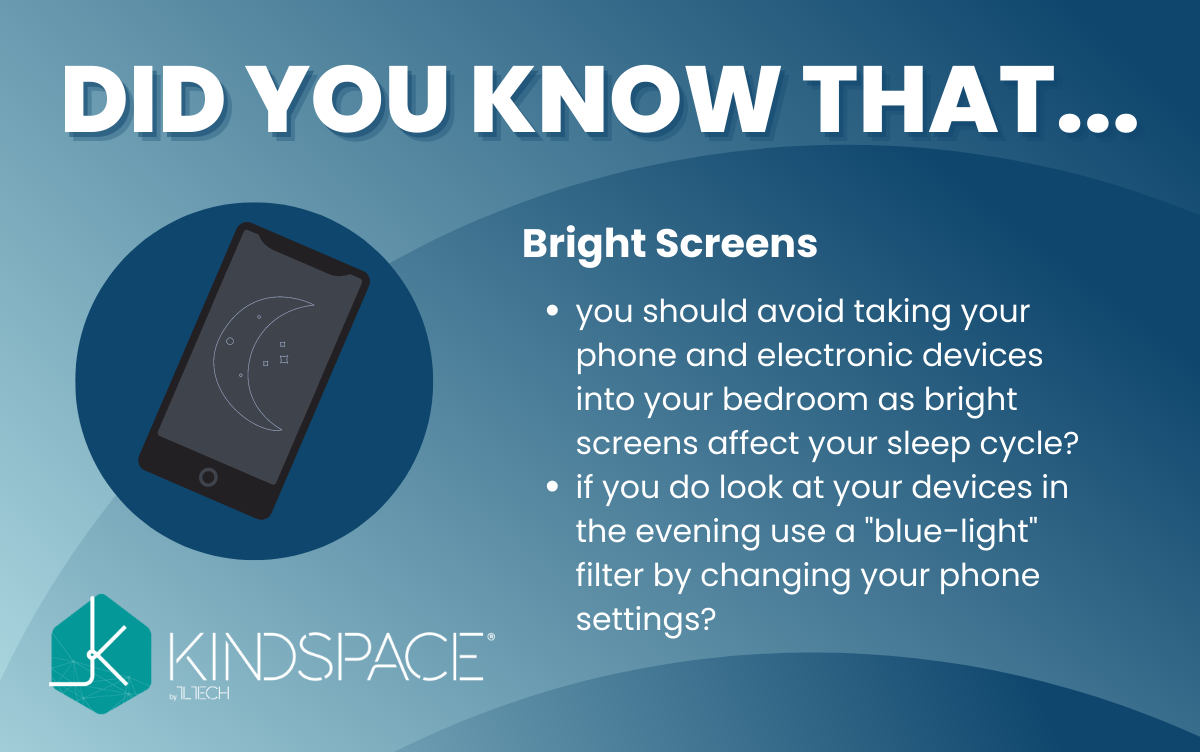 DID YOU KNOW THAT...
Bright Screens
• you should avoid taking your
phone and electronic devices
into your bedroom as bright
screens affect your sleep cycle?
• if you do look at your devices in
the evening use a "blue-light"
filter by changing your phone
settings?
KINDSPACE®
by TLTECH